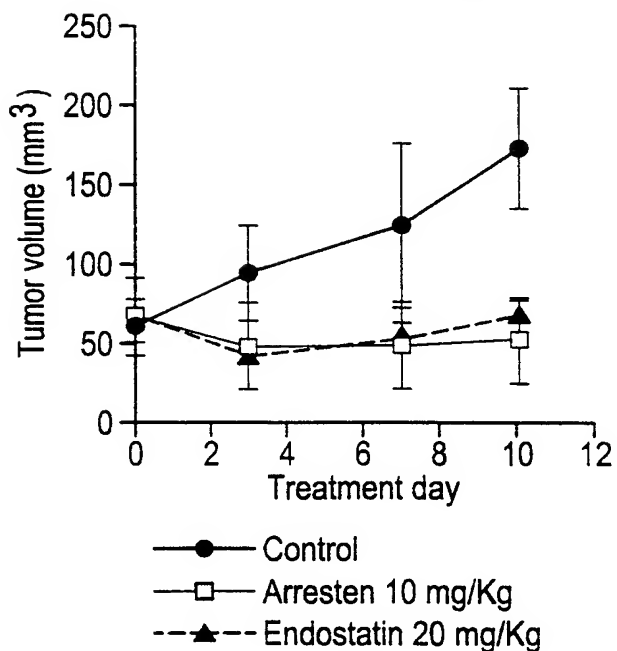 250
200
150
100
50
0
Tumor volume (mm3)
0 2 4 6 8 10 12
Treatment day
Control
Arresten 10 mg/Kg
Endostatin 20 mg/Kg